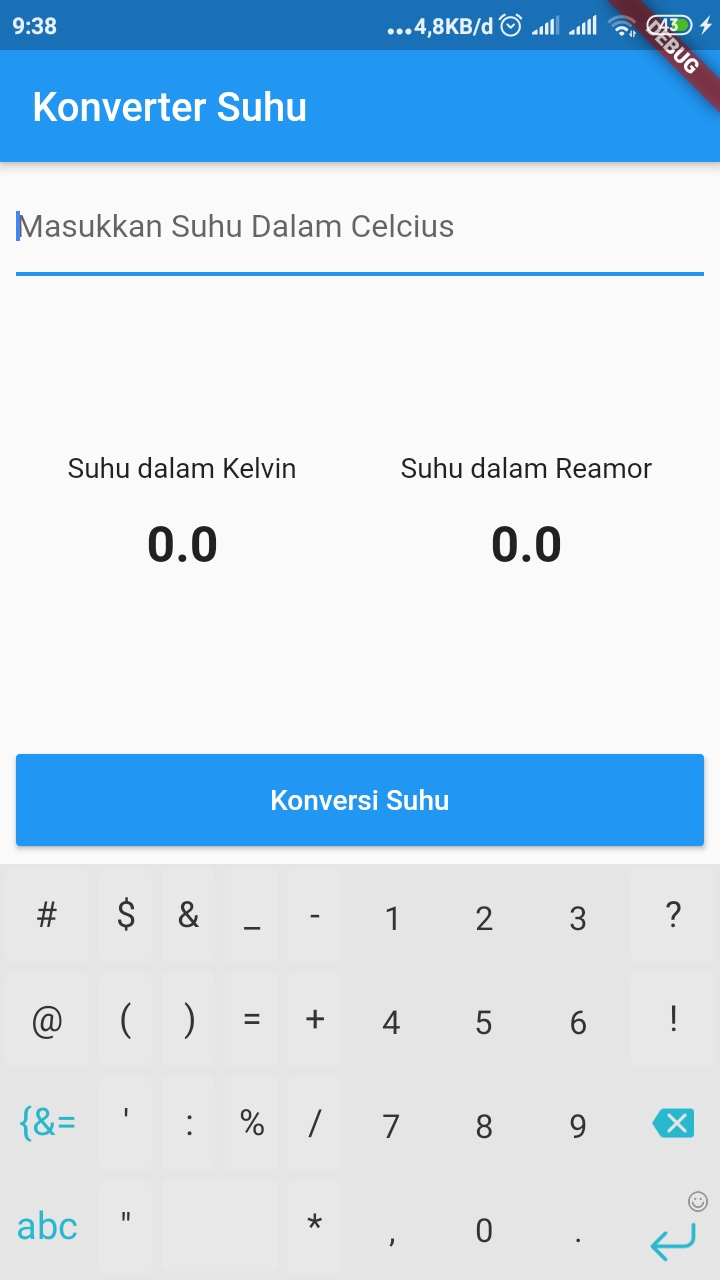 9:38
...4,8KB/d
43
DEBUG
Konverter Suhu
Masukkan Suhu Dalam Celcius
Suhu dalam Kelvin
Suhu dalam Reamor
0.0
0.0
Konversi Suhu
# $ & _ - 1 2 3 ?
@ ( ) = + 4 5 6 !
{&= ' : % / 7 8 9
abc " * , 0 .